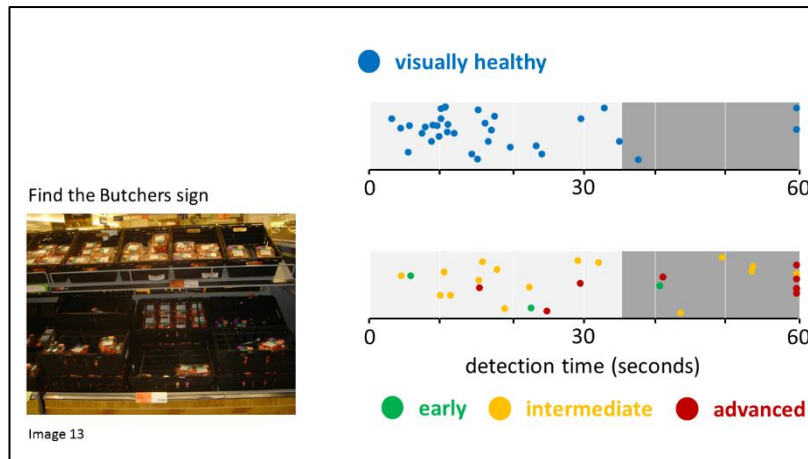 visually healthy
0 30 60
Find the Butchers sign
0 30 60
detection time (seconds)
early intermediate advanced
Image 13